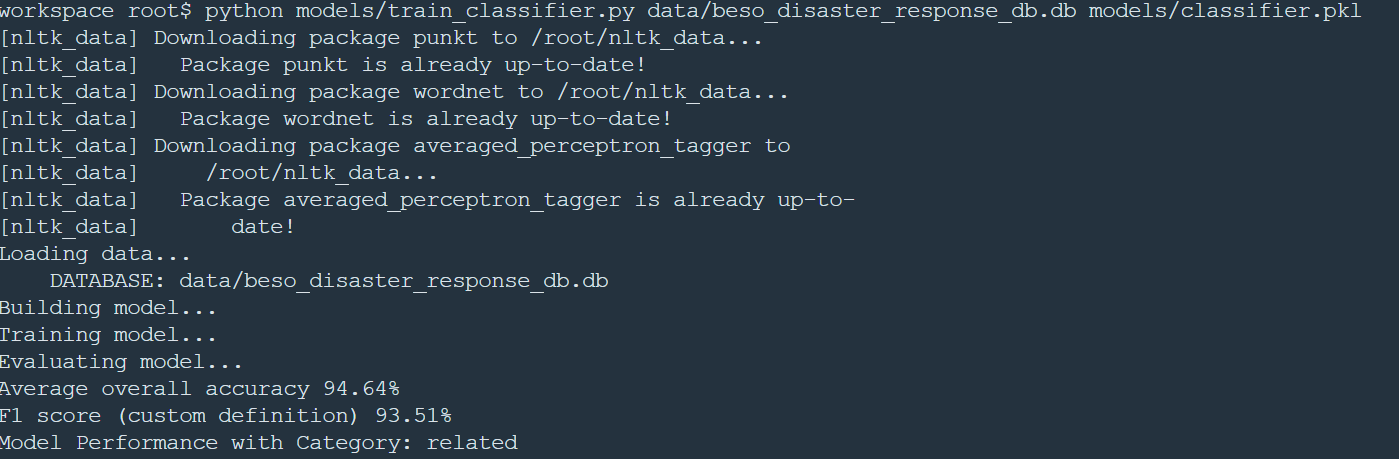 workspace root$ python models/train_classifier.py data/beso_disaster_response_db.db models/classifier.pkl
[nltk_data] Downloading package punkt to /root/nltk_data...
[nltk_data]   Package punkt is already up-to-date!
[nltk_data] Downloading package wordnet to /root/nltk_data...
[nltk_data]   Package wordnet is already up-to-date!
[nltk_data] Downloading package averaged_perceptron_tagger to
[nltk_data]     /root/nltk_data...
[nltk_data]   Package averaged_perceptron_tagger is already up-to-
[nltk_data]       date!
Loading data...
    DATABASE: data/beso_disaster_response_db.db
Building model...
Training model...
Evaluating model...
Average overall accuracy 94.64%
F1 score (custom definition) 93.51%
Model Performance with Category: related